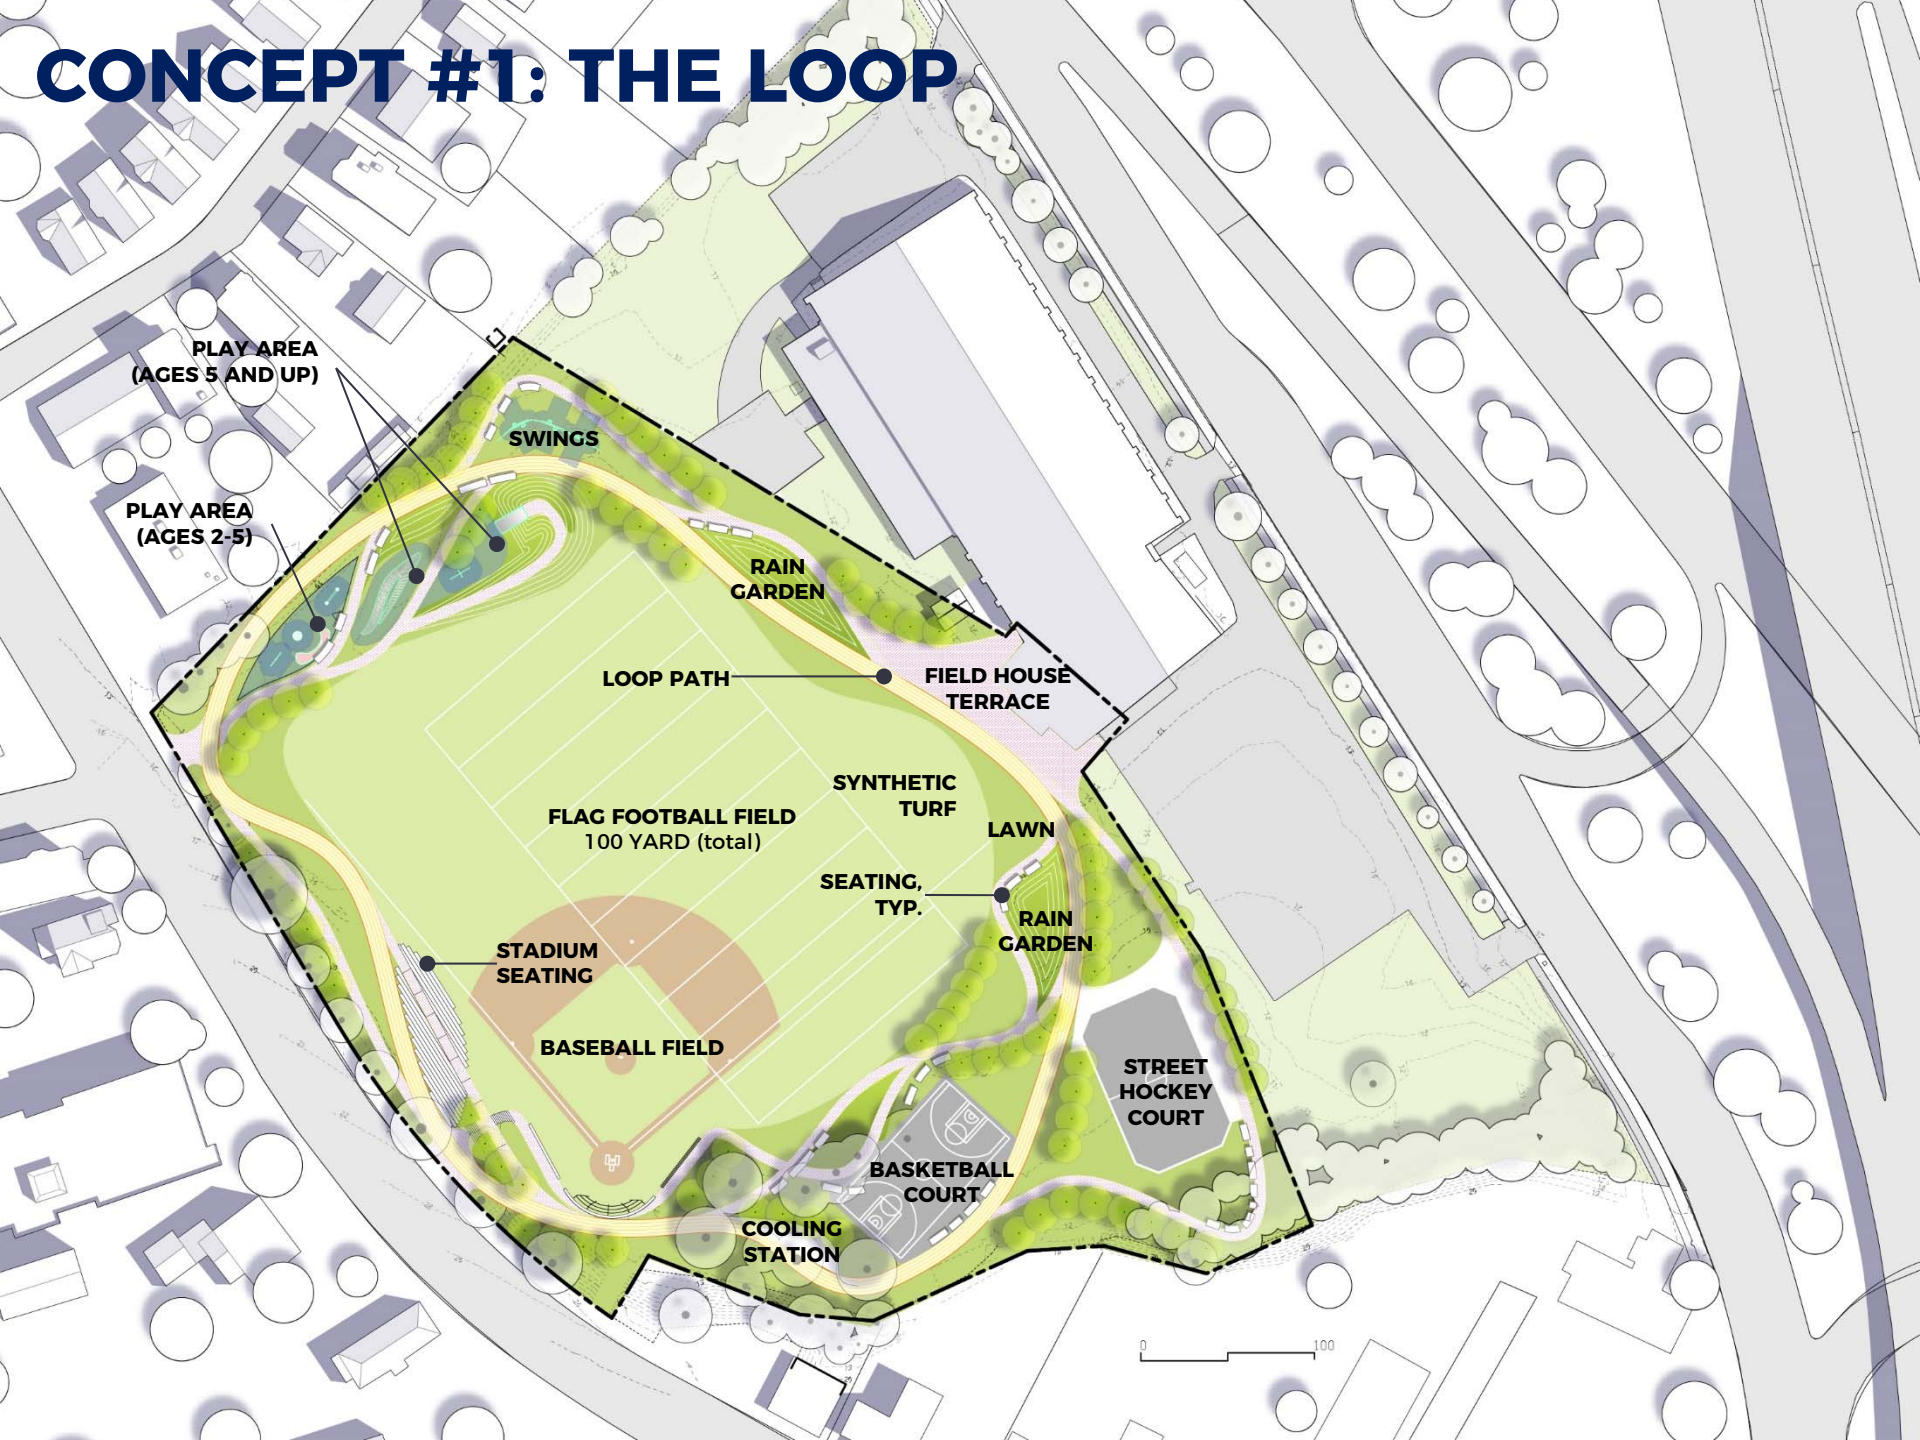 CONCEPT #1: THE LOOP
PLAY AREA
(AGES 5 AND UP)
SWINGS
PLAY AREA
(AGES 2-5)
RAIN
GARDEN
LOOP PATH
FIELD HOUSE
TERRACE
SYNTHETIC
TURF
FLAG FOOTBALL FIELD
100 YARD (total)
LAWN
SEATING,
TYP.
RAIN
GARDEN
STADIUM
SEATING
BASEBALL FIELD
STREET
HOCKEY
COURT
BASKETBALL
COURT
COOLING
STATION
0 100